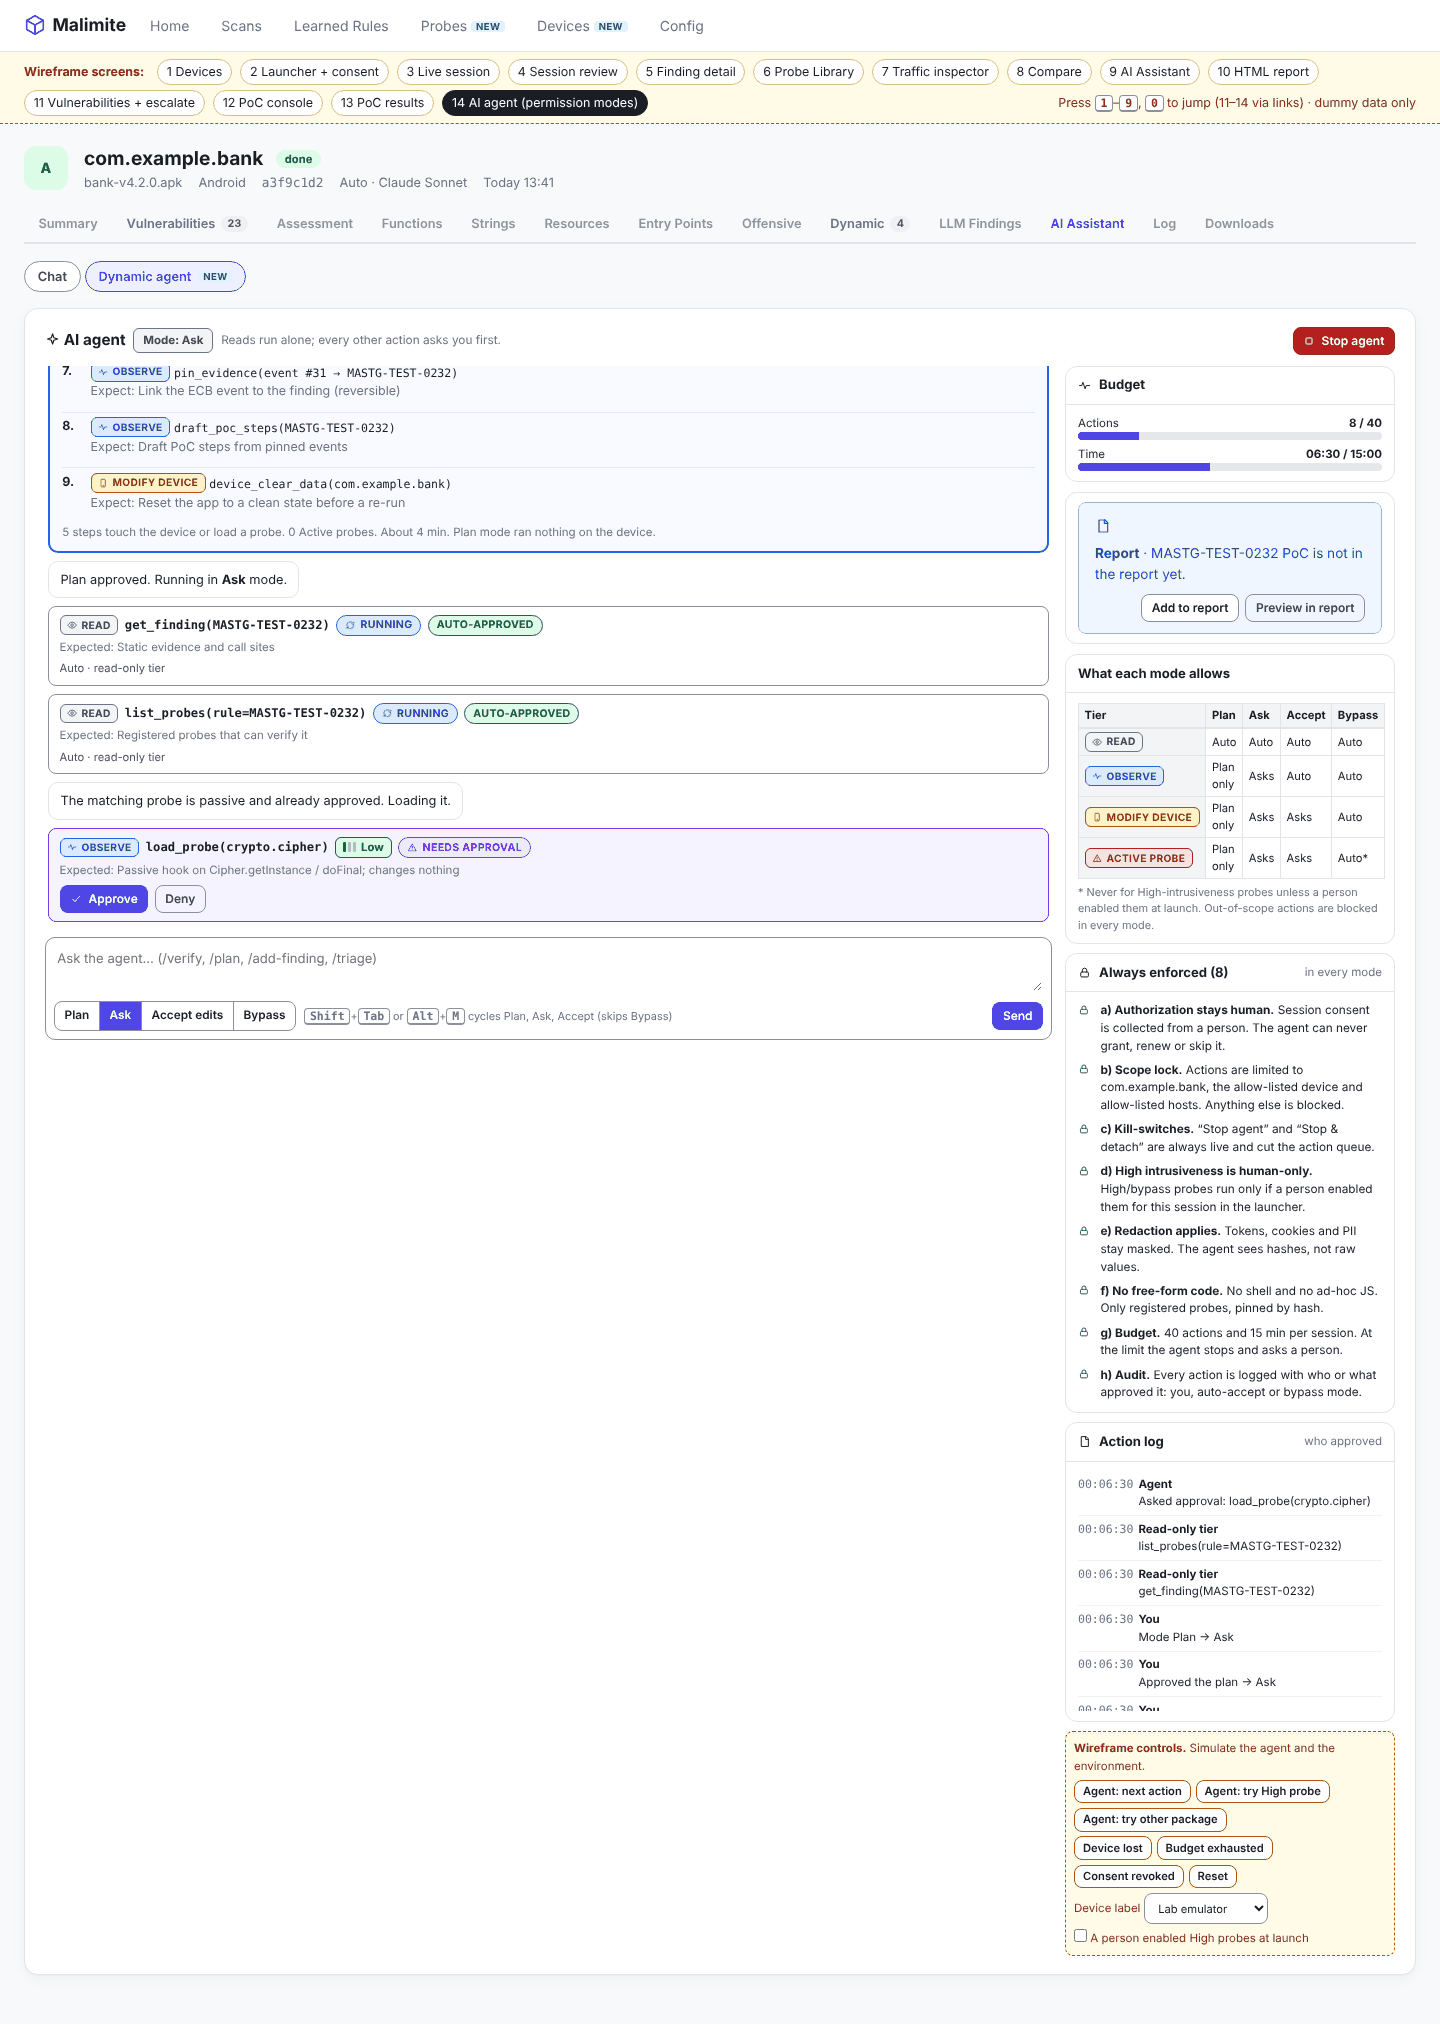 Malimite
Home
Scans
Learned Rules
Probes NEW
Devices NEW
Config
Wireframe screens:
1 Devices
2 Launcher + consent
3 Live session
4 Session review
5 Finding detail
6 Probe Library
7 Traffic inspector
8 Compare
9 AI Assistant
10 HTML report
11 Vulnerabilities + escalate
12 PoC console
13 PoC results
14 AI agent (permission modes)
Press 1–9, 0 to jump (11–14 via links) · dummy data only
A
com.example.bank done
bank-v4.2.0.apk Android a3f9c1d2 Auto · Claude Sonnet Today 13:41
Summary
Vulnerabilities 23
Assessment
Functions
Strings
Resources
Entry Points
Offensive
Dynamic 4
LLM Findings
AI Assistant
Log
Downloads
Chat
Dynamic agent NEW
AI agent Mode: Ask Reads run alone; every other action asks you first.
Stop agent
7. OBSERVE pin_evidence(event #31 → MASTG-TEST-0232)
Expect: Link the ECB event to the finding (reversible)
8. OBSERVE draft_poc_steps(MASTG-TEST-0232)
Expect: Draft PoC steps from pinned events
9. MODIFY DEVICE device_clear_data(com.example.bank)
Expect: Reset the app to a clean state before a re-run
5 steps touch the device or load a probe. 0 Active probes. About 4 min. Plan mode ran nothing on the device.
Plan approved. Running in Ask mode.
READ get_finding(MASTG-TEST-0232) RUNNING AUTO-APPROVED
Expected: Static evidence and call sites
Auto · read-only tier
READ list_probes(rule=MASTG-TEST-0232) RUNNING AUTO-APPROVED
Expected: Registered probes that can verify it
Auto · read-only tier
The matching probe is passive and already approved. Loading it.
OBSERVE load_probe(crypto.cipher) Low NEEDS APPROVAL
Expected: Passive hook on Cipher.getInstance / doFinal; changes nothing
Approve
Deny
Ask the agent... (/verify, /plan, /add-finding, /triage)
Plan
Ask
Accept edits
Bypass
Shift+Tab or Alt+M cycles Plan, Ask, Accept (skips Bypass)
Send
Budget
Actions 8 / 40
Time 06:30 / 15:00
Report · MASTG-TEST-0232 PoC is not in
the report yet.
Add to report
Preview in report
What each mode allows
Tier Plan Ask Accept Bypass
READ Auto Auto Auto Auto
OBSERVE Plan only Asks Auto Auto
MODIFY DEVICE Plan only Asks Asks Auto
ACTIVE PROBE Plan only Asks Asks Auto*
* Never for High-intrusiveness probes unless a person
enabled them at launch. Out-of-scope actions are blocked
in every mode.
Always enforced (8) in every mode
a) Authorization stays human. Session consent
is collected from a person. The agent can never
grant, renew or skip it.
b) Scope lock. Actions are limited to
com.example.bank, the allow-listed device and
allow-listed hosts. Anything else is blocked.
c) Kill-switches. “Stop agent” and “Stop &
detach” are always live and cut the action queue.
d) High intrusiveness is human-only.
High/bypass probes run only if a person enabled
them for this session in the launcher.
e) Redaction applies. Tokens, cookies and PII
stay masked. The agent sees hashes, not raw
values.
f) No free-form code. No shell and no ad-hoc JS.
Only registered probes, pinned by hash.
g) Budget. 40 actions and 15 min per session. At
the limit the agent stops and asks a person.
h) Audit. Every action is logged with who or what
approved it: you, auto-accept or bypass mode.
Action log who approved
00:06:30 Agent
Asked approval: load_probe(crypto.cipher)
00:06:30 Read-only tier
list_probes(rule=MASTG-TEST-0232)
00:06:30 Read-only tier
get_finding(MASTG-TEST-0232)
00:06:30 You
Mode Plan → Ask
00:06:30 You
Approved the plan → Ask
00:06:30 You
Wireframe controls. Simulate the agent and the
environment.
Agent: next action
Agent: try High probe
Agent: try other package
Device lost
Budget exhausted
Consent revoked
Reset
Device label Lab emulator
A person enabled High probes at launch